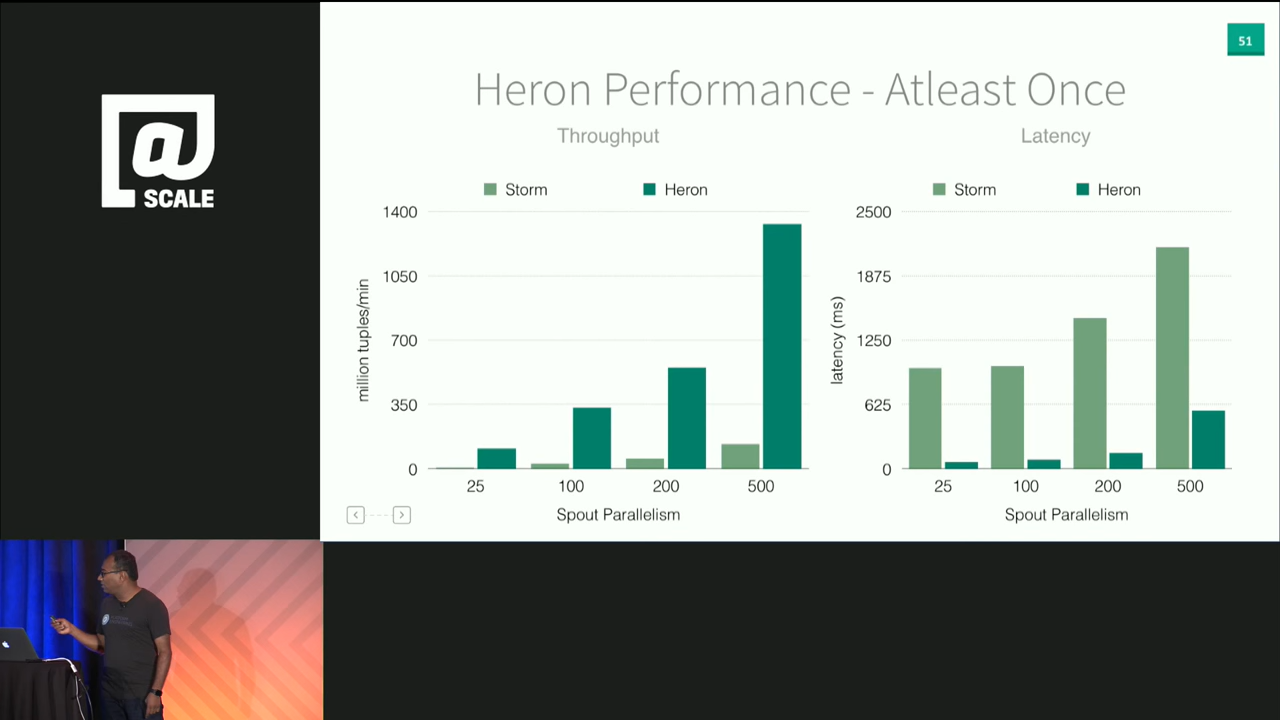 @
SCALE
51
Heron Performance - Atleast Once
Throughput
Latency
Storm
Heron
Storm
Heron
1400
1050
700
350
0
million tuples/min
25
100
200
500
Spout Parallelism
2500
1875
1250
625
0
latency (ms)
25
100
200
500
Spout Parallelism